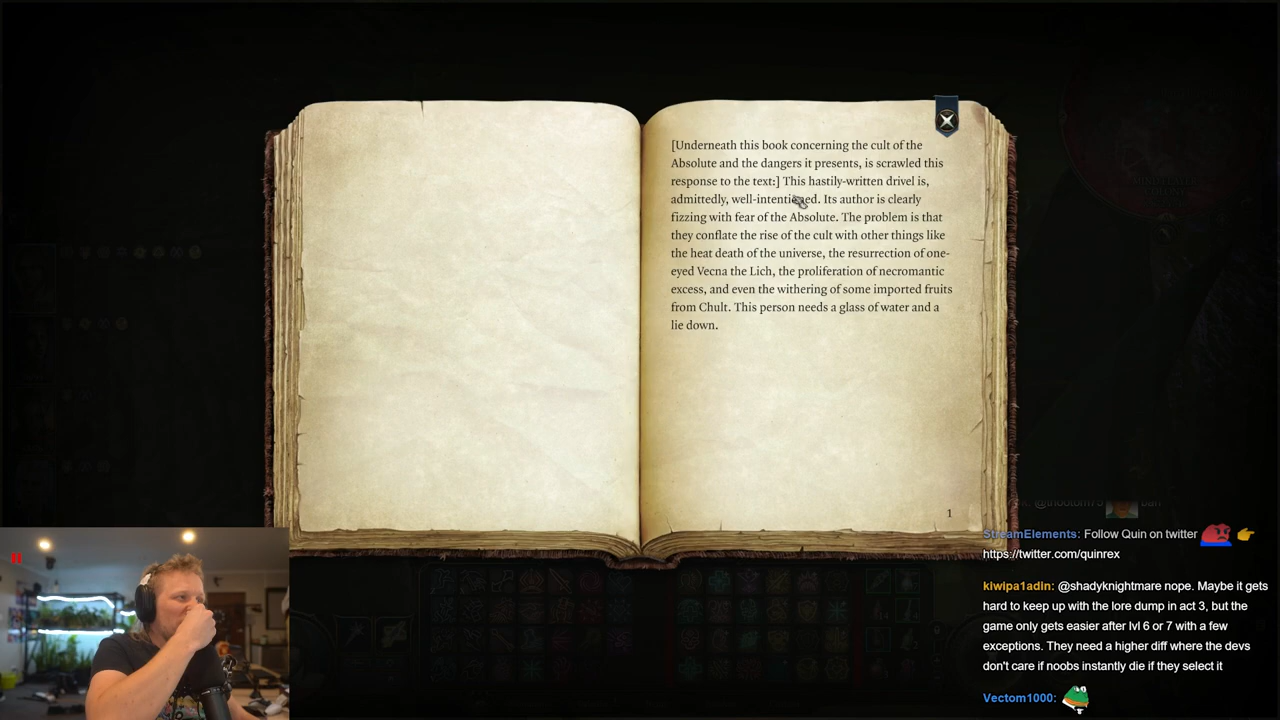 [Underneath this book concerning the cult of the
Absolute and the dangers it presents, is scrawled this
response to the text:] This hastily-written drivel is,
admittedly, well-intentioned. Its author is clearly
fizzing with fear of the Absolute. The problem is that
they conflate the rise of the cult with other things like
the heat death of the universe, the resurrection of one-
eyed Vecna the Lich, the proliferation of necromantic
excess, and even the withering of some imported fruits
from Chult. This person needs a glass of water and a
lie down.
1
StreamElements: Follow Quin on twitter
https://twitter.com/quinrex
kiwipa1adin: @shadyknightmare nope. Maybe it gets
hard to keep up with the lore dump in act 3, but the
game only gets easier after lvl 6 or 7 with a few
exceptions. They need a higher diff where the devs
don't care if noobs instantly die if they select it
Vectom1000: